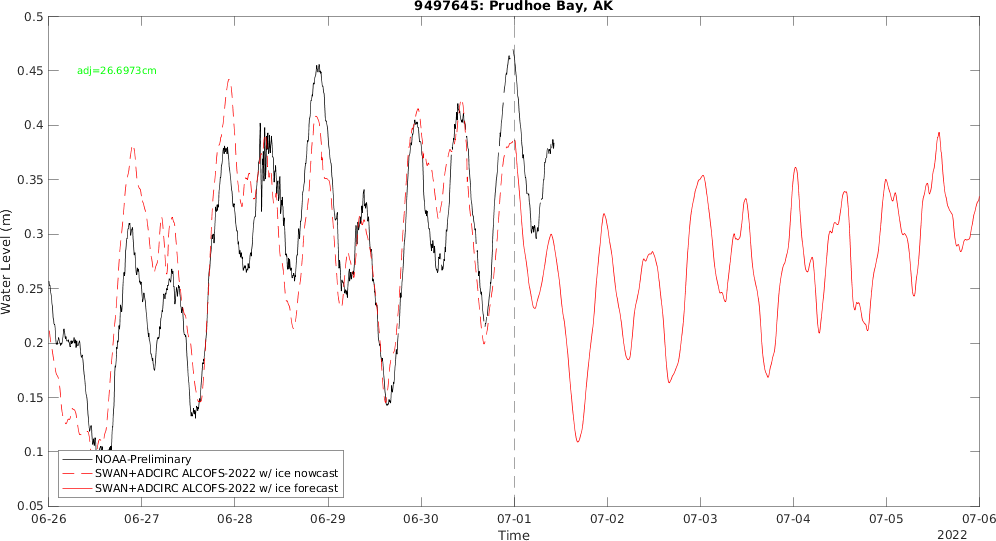 9497645: Prudhoe Bay, AK
0.5
0.45
0.4
0.35
0.3
0.25
0.2
0.15
0.1
0.05
Water Level (m)
adj=26.6973cm
NOAA-Preliminary
SWAN+ADCIRC ALCOFS-2022 w/ ice nowcast
SWAN+ADCIRC ALCOFS-2022 w/ ice forecast
06-26 06-27 06-28 06-29 06-30 07-01 07-02 07-03 07-04 07-05 07-06
Time
2022